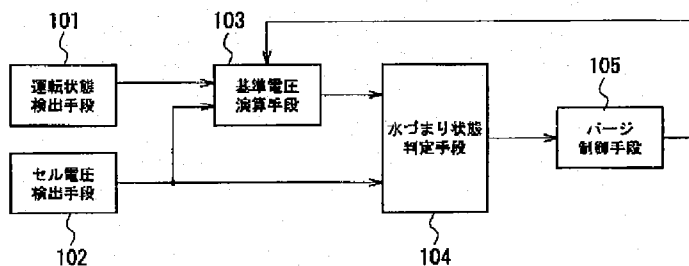 101
運転状態
検出手段
103
基準電圧
演算手段
セル電圧
検出手段
102
水づまり状態
判定手段
104
105
パージ
制御手段